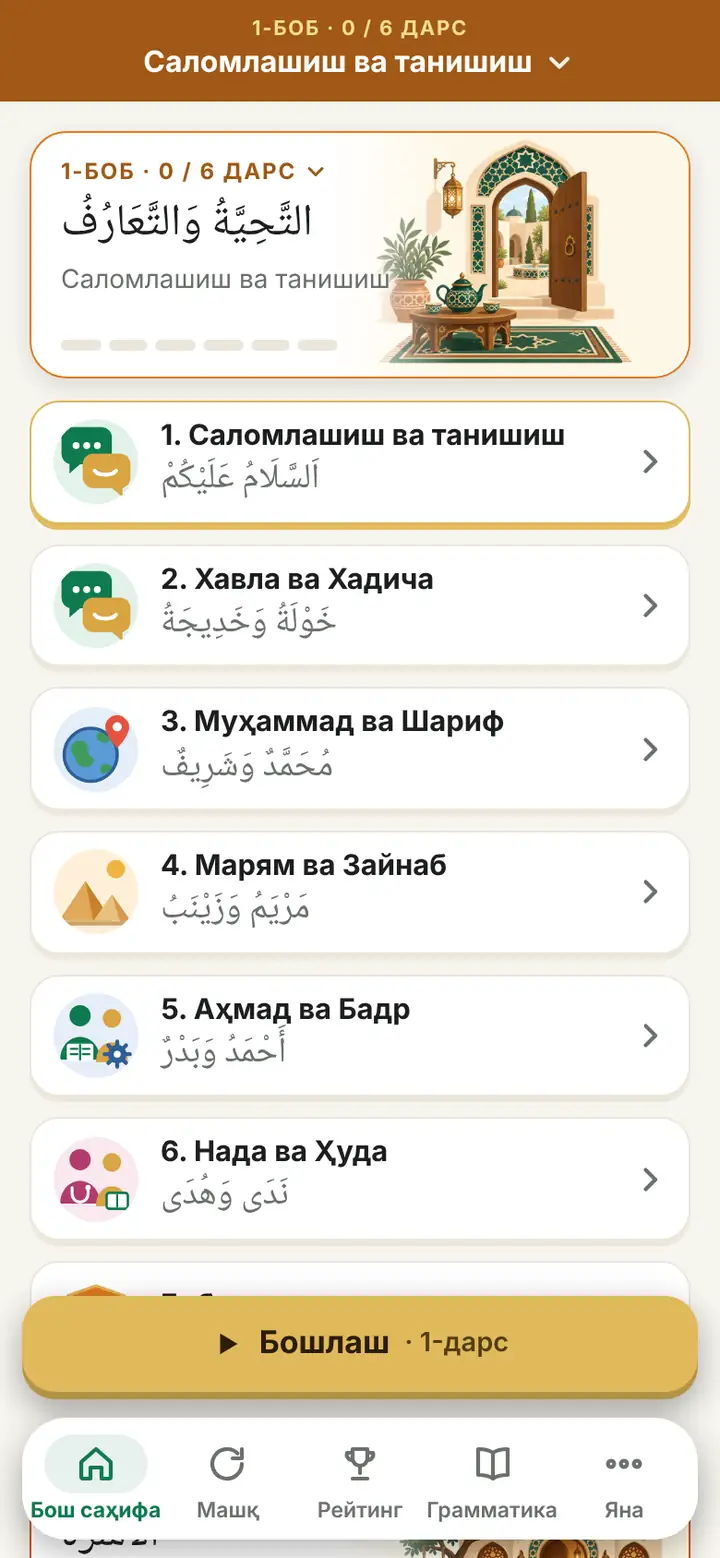 1-БОБ · 0 / 6 ДАРС
Саломлашиш ва танишиш
1-БОБ · 0 / 6 ДАРС
التَّحِيَّةُ وَالتَّعَارُفُ
Саломлашиш ва танишиш
1. Саломлашиш ва танишиш
اَلسَّلَامُ عَلَيْكُمْ
2. Хавла ва Хадича
خَوْلَةُ وَخَدِيجَةُ
3. Муҳаммад ва Шариф
مُحَمَّدٌ وَشَرِيفٌ
4. Марям ва Зайнаб
مَرْيَمُ وَزَيْنَبُ
5. Аҳмад ва Бадр
أَحْمَدُ وَبَدْرٌ
6. Нада ва Ҳуда
نَدَى وَهُدَى
Бошлаш · 1-дарс
Бош саҳифа
Машқ
Рейтинг
Грамматика
Яна